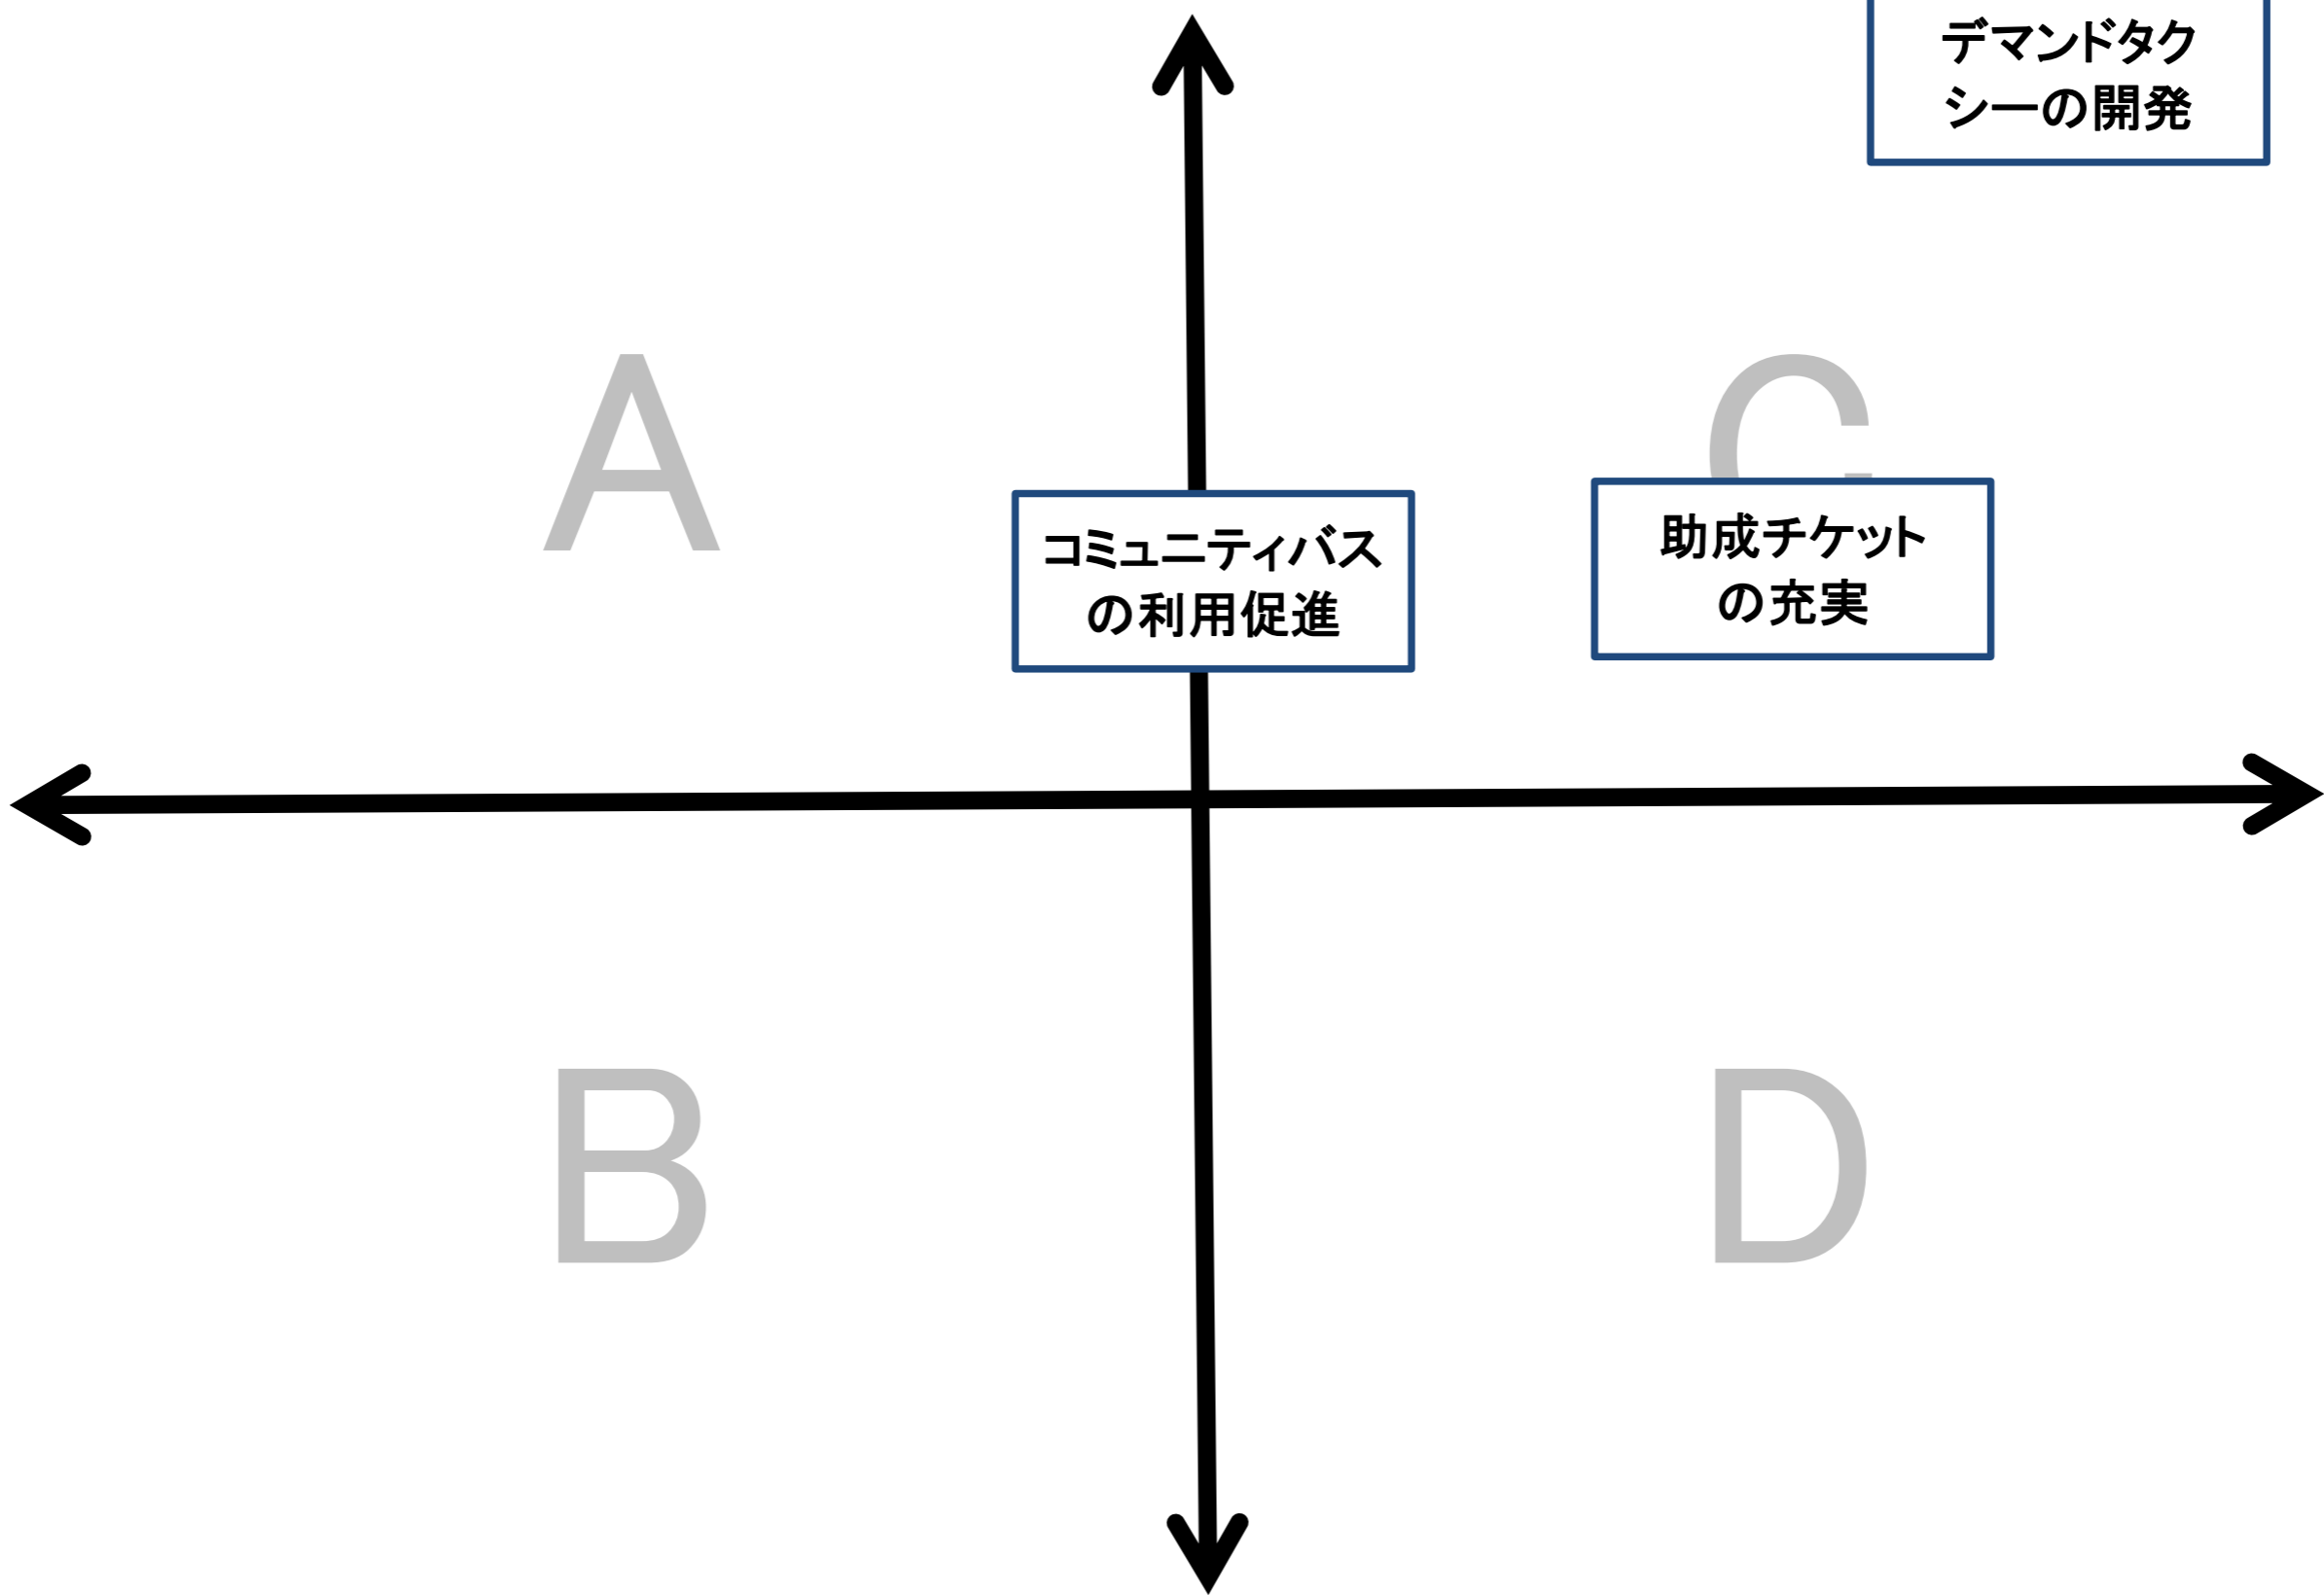 デマンドタク
シーの開発
A
C
コミュニティバス
の利用促進
助成チケット
の充実
B
D